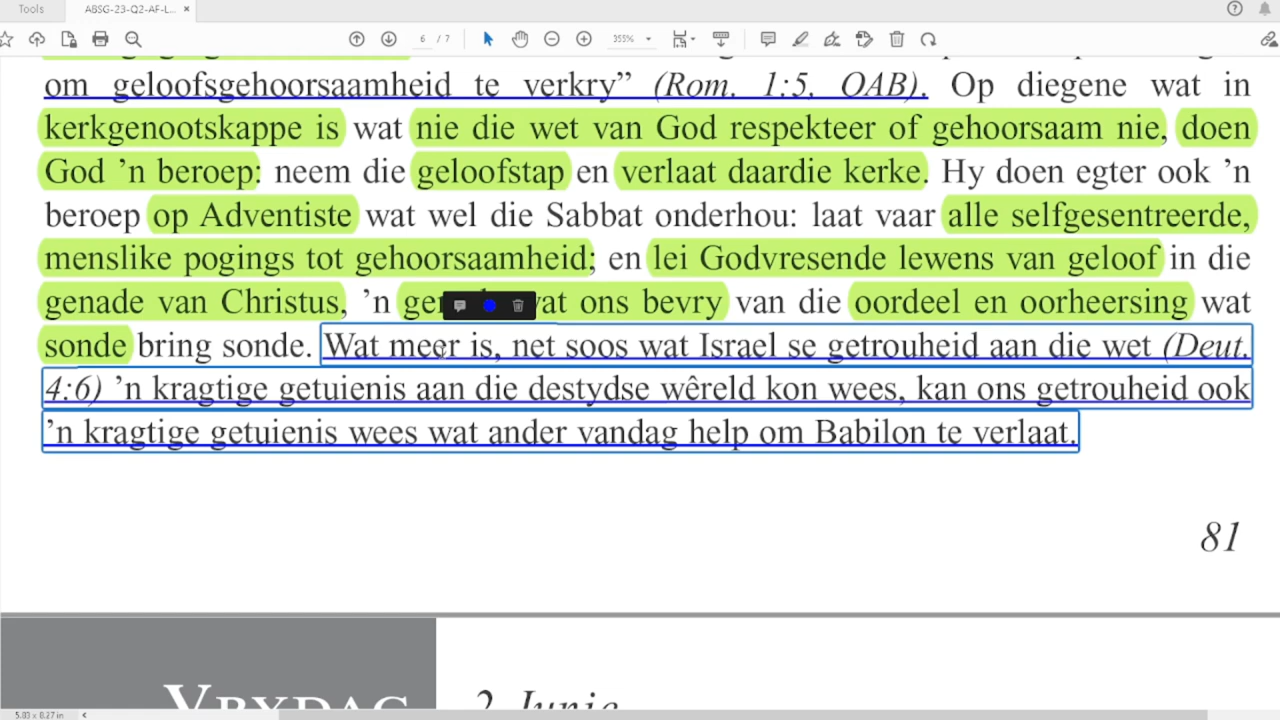 Tools
ABSG-23-Q2-AF-L... ×
6 / 7
355%
om geloofsgehoorsaamheid te verkry” (Rom. 1:5, OAB). Op diegene wat in
kerkgenootskappe is wat nie die wet van God respekteer of gehoorsaam nie, doen
God ’n beroep: neem die geloofstap en verlaat daardie kerke. Hy doen egter ook ’n
beroep op Adventiste wat wel die Sabbat onderhou: laat vaar alle selfgesentreerde,
menslike pogings tot gehoorsaamheid; en lei Godvresende lewens van geloof in die
genade van Christus, ’n wat ons bevry van die oordeel en oorheersing wat
sonde bring sonde. Wat meer is, net soos wat Israel se getrouheid aan die wet (Deut.
4:6) ’n kragtige getuienis aan die destydse wêreld kon wees, kan ons getrouheid ook
’n kragtige getuienis wees wat ander vandag help om Babilon te verlaat.
81
VRYDAG
2 Junie
5.83 x 8.27 in